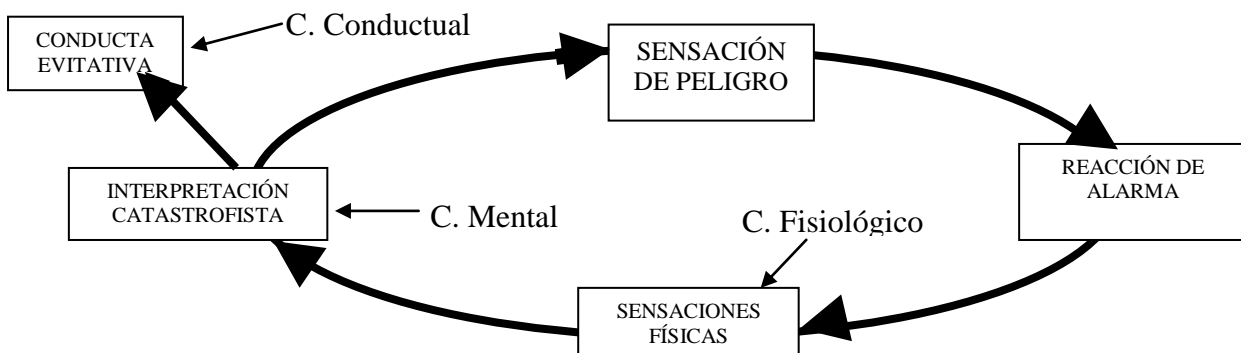 C. Conductual
CONDUCTA
EVITATIVA
SENSACIÓN
DE PELIGRO
REACCIÓN DE
ALARMA
INTERPRETACIÓN
CATASTROFISTA
C. Mental
C. Fisiológico
SENSACIONES
FÍSICAS